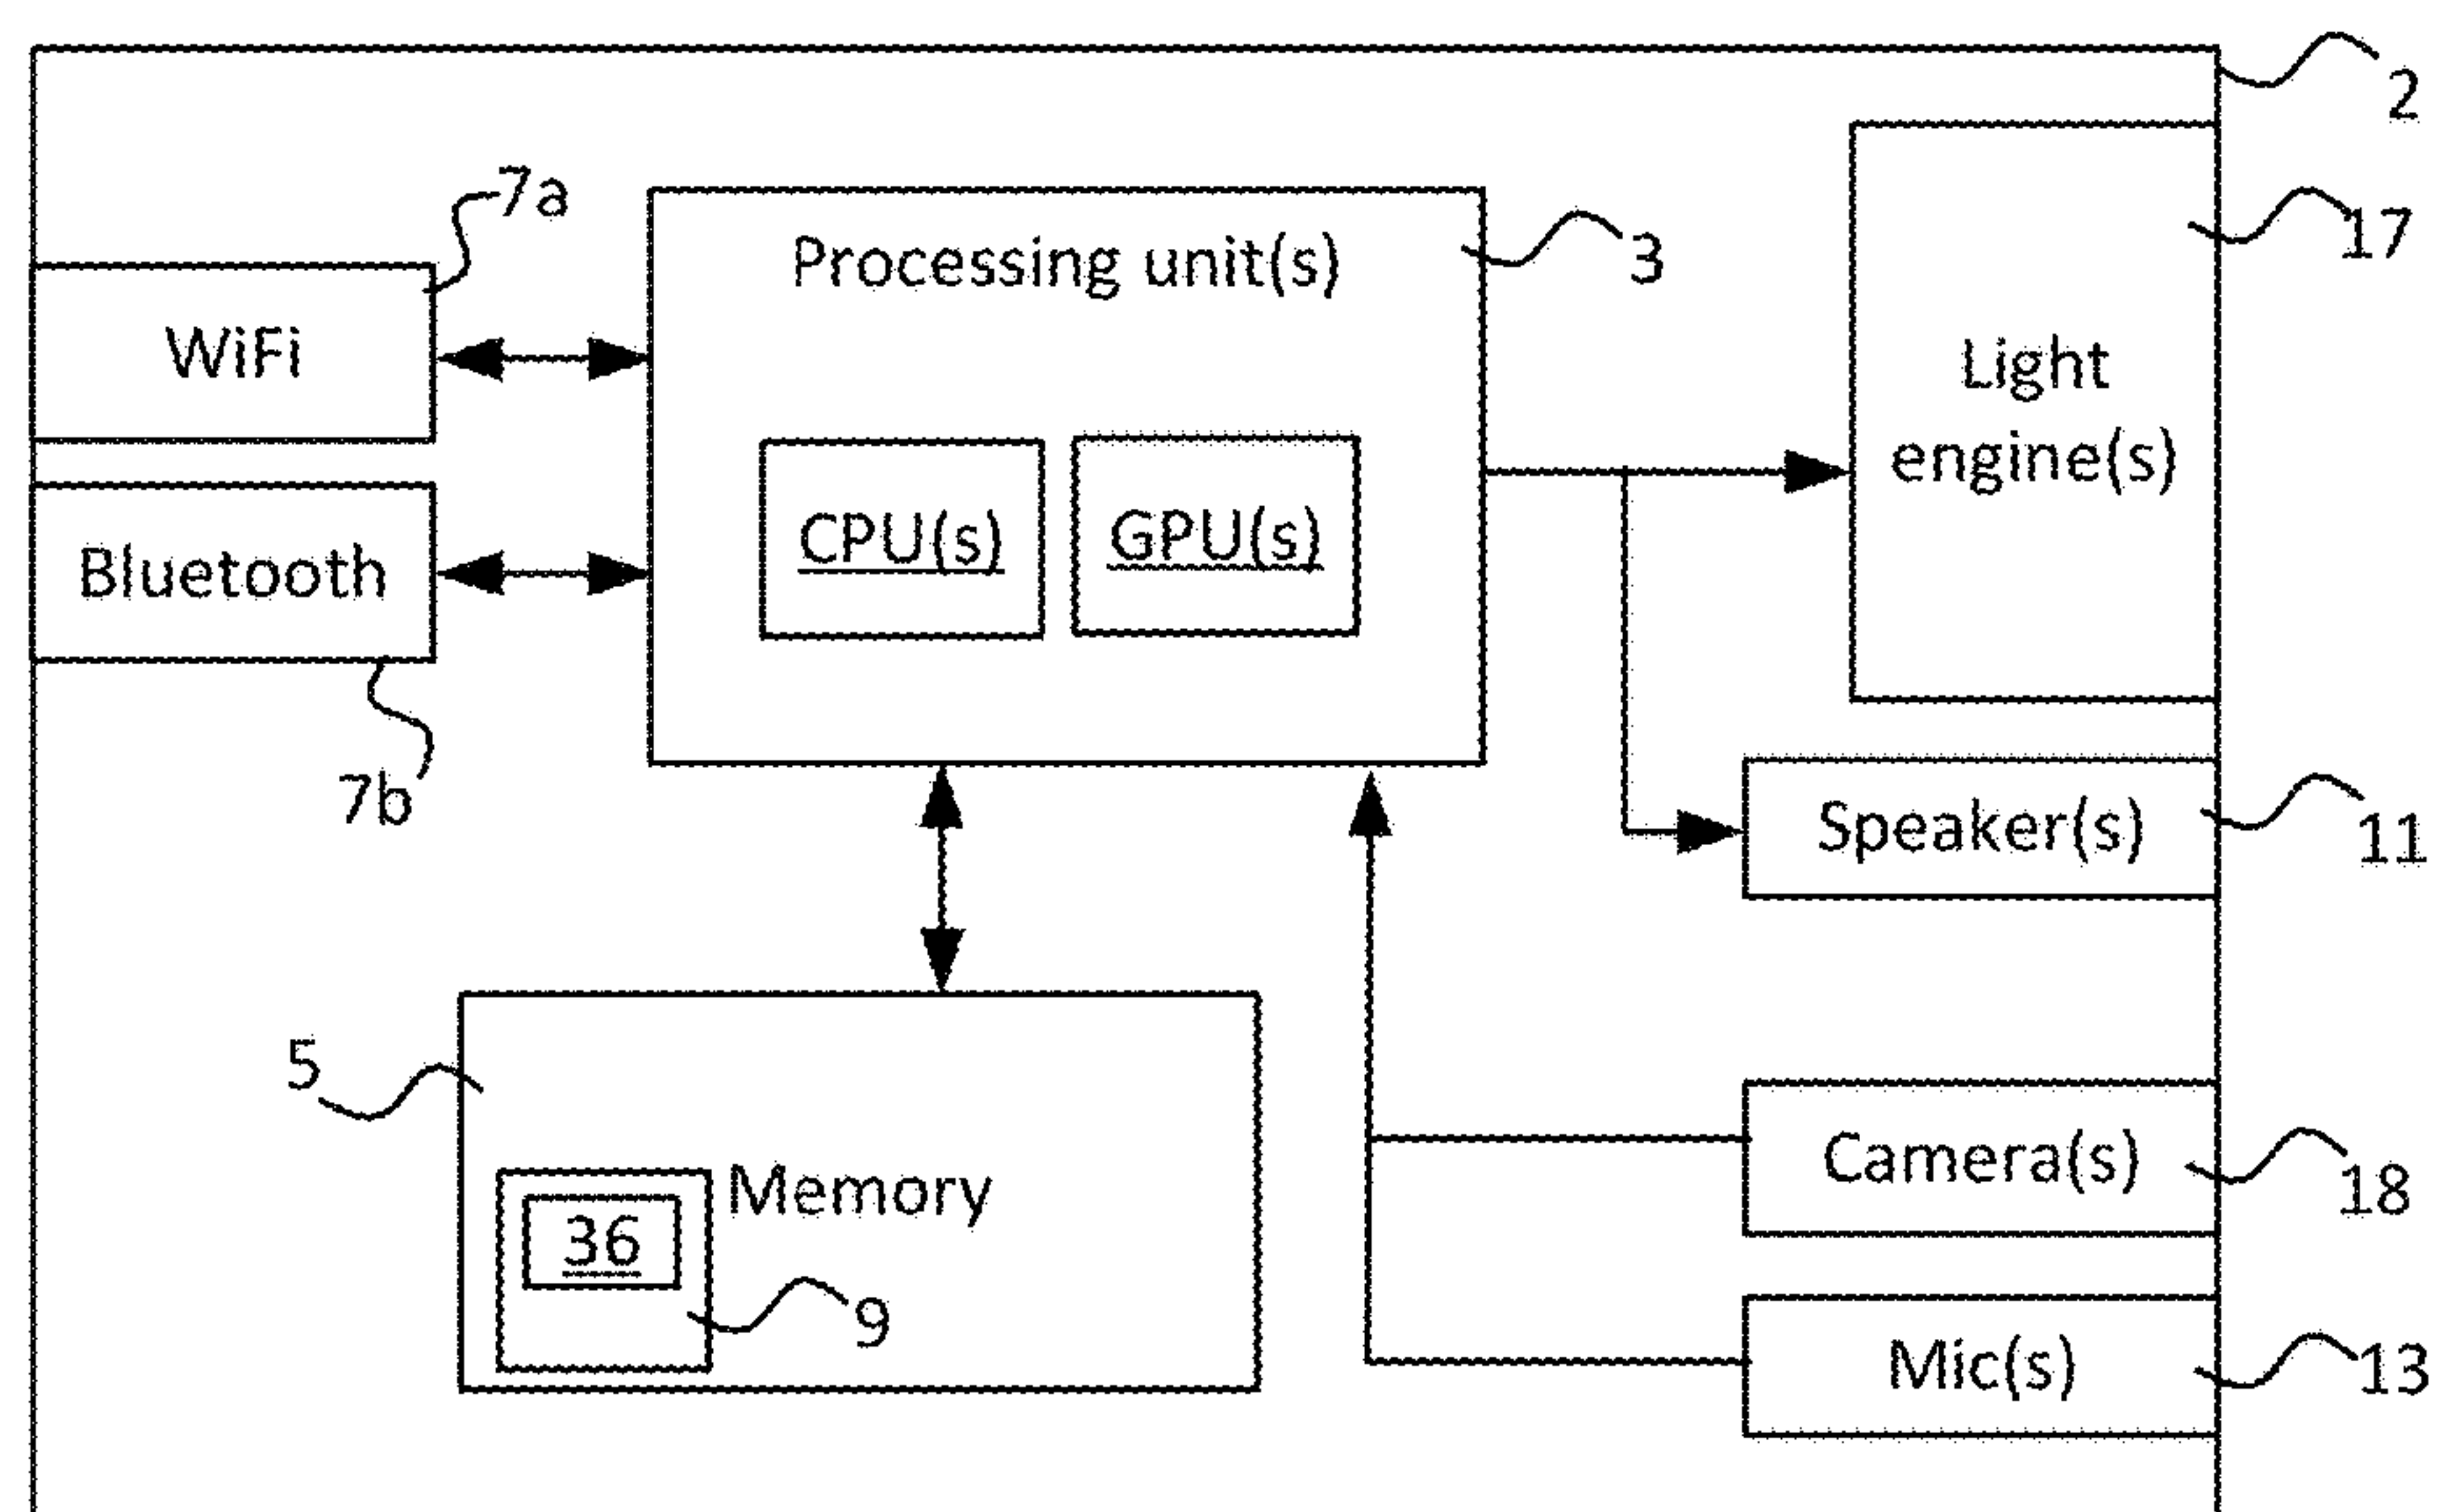 2
7a
Processing unit(s)
3
17
WiFi
Light
engine(s)
CPU(s)
GPU(s)
Bluetooth
7b
Speaker(s)
11
5
Memory
36
9
Camera(s)
18
Mic(s)
13